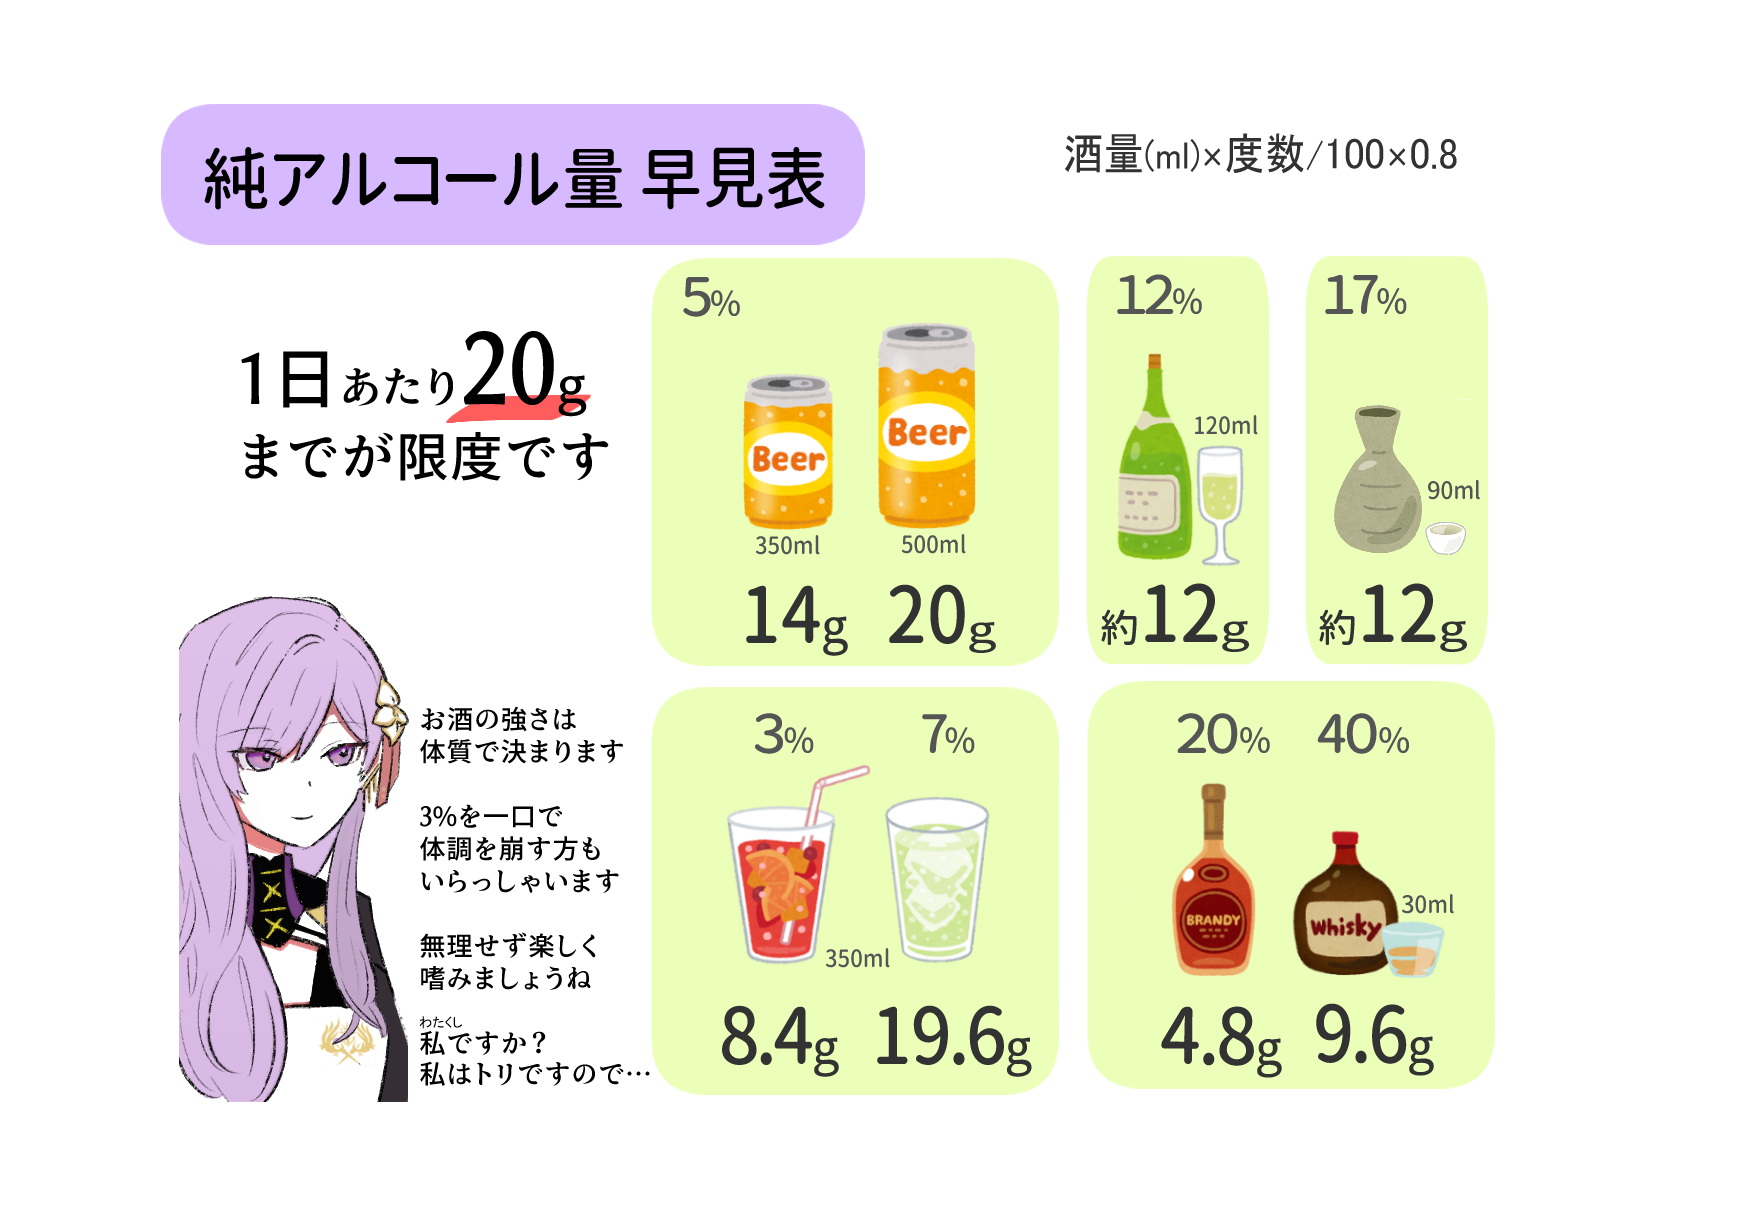 純アルコール量 早見表
酒量(ml)×度数/100×0.8
1日あたり20g
までが限度です
5%
Beer
Beer
350ml
500ml
14g
20g
12%
120ml
約12g
17%
90ml
約12g
3%
7%
350ml
8.4g
19.6g
20%
40%
BRANDY
Whisky
30ml
4.8g
9.6g
お酒の強さは
体質で決まります
3%を一口で
体調を崩す方も
いらっしゃいます
無理せず楽しく
嗜みましょうね
わたくし
私ですか？
私はトリですので…